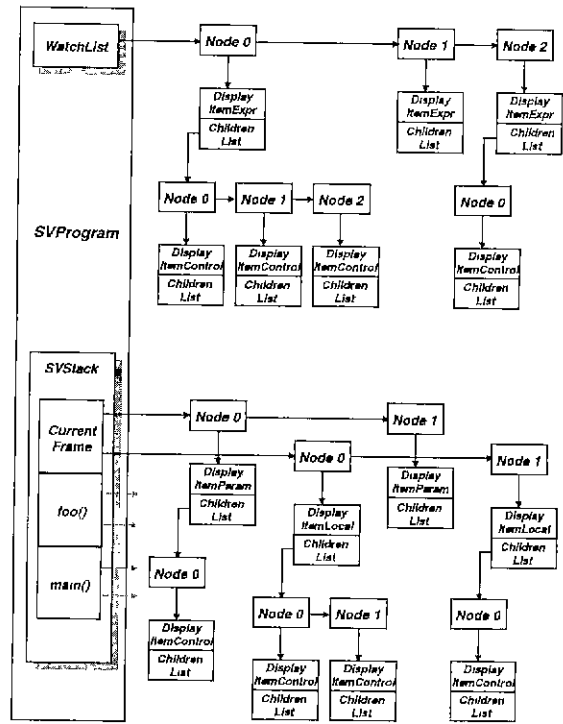 WatchList
Node 0
Node 1
Node 2
Display
ItemExpr
Children
List
Display
ItemExpr
Children
List
Display
ItemExpr
Children
List
Node 0
Node 1
Node 2
Node 0
Display
ItemControl
Children
List
Display
ItemControl
Children
List
Display
ItemControl
Children
List
Display
ItemControl
Children
List
SVProgram
SVStack
Current
Frame
foo()
main()
Node 0
Node 1
Node 0
Node 1
Display
ItemParam
Children
List
Display
ItemParam
Children
List
Display
ItemLocal
Children
List
Display
ItemLocal
Children
List
Node 0
Node 0
Node 1
Node 0
Display
ItemControl
Children
List
Display
ItemControl
Children
List
Display
ItemControl
Children
List
Display
ItemControl
Children
List